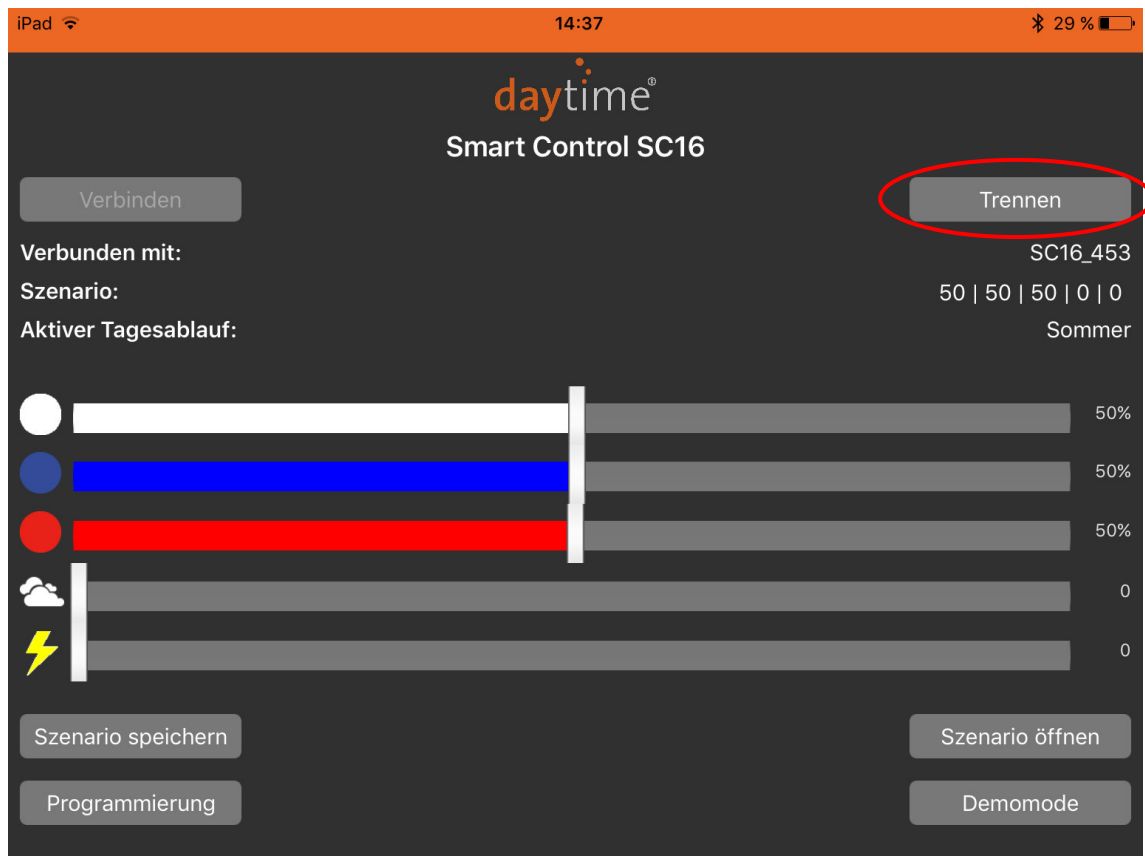 iPad 14:37 29 %
daytime®
Smart Control SC16
Verbinden Trennen
Verbunden mit: SC16_453
Szenario: 50 | 50 | 50 | 0 | 0
Aktiver Tagesablauf: Sommer
50%
50%
50%
0
0
Szenario speichern Szenario öffnen
Programmierung Demomode